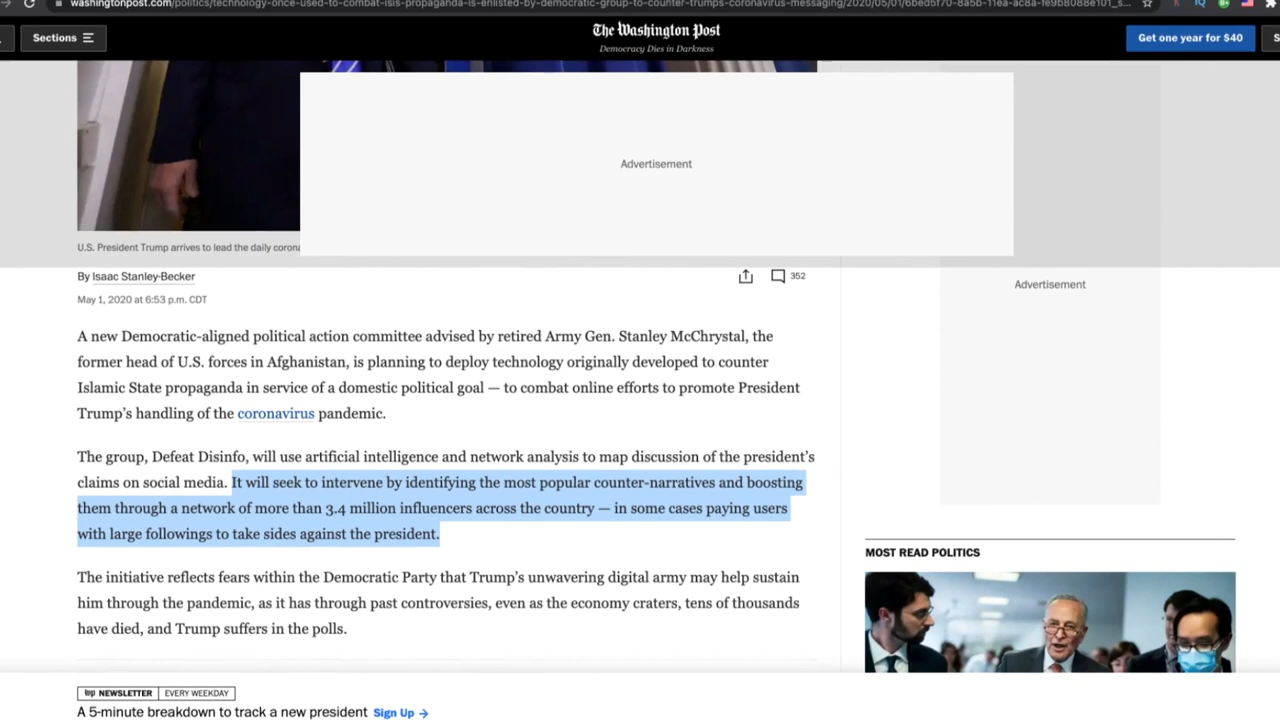 washingtonpost.com/politics/technology-once-used-to-combat-isis-propaganda-is-enlisted-by-democratic-group-to-counter-trumps-coronavirus-messaging/2020/05/01/6bed5f70-8a5b-11ea-ac8a-fe9b8088e101_s...
Sections
The Washington Post
Democracy Dies in Darkness
Get one year for $40
S
Advertisement
U.S. President Trump arrives to lead the daily corona
By Isaac Stanley-Becker
352
May 1, 2020 at 6:53 p.m. CDT
Advertisement
A new Democratic-aligned political action committee advised by retired Army Gen. Stanley McChrystal, the
former head of U.S. forces in Afghanistan, is planning to deploy technology originally developed to counter
Islamic State propaganda in service of a domestic political goal — to combat online efforts to promote President
Trump's handling of the coronavirus pandemic.
The group, Defeat Disinfo, will use artificial intelligence and network analysis to map discussion of the president's
claims on social media. It will seek to intervene by identifying the most popular counter-narratives and boosting
them through a network of more than 3.4 million influencers across the country — in some cases paying users
with large followings to take sides against the president.
The initiative reflects fears within the Democratic Party that Trump's unwavering digital army may help sustain
him through the pandemic, as it has through past controversies, even as the economy craters, tens of thousands
have died, and Trump suffers in the polls.
MOST READ POLITICS
wp NEWSLETTER EVERY WEEKDAY
A 5-minute breakdown to track a new president Sign Up →